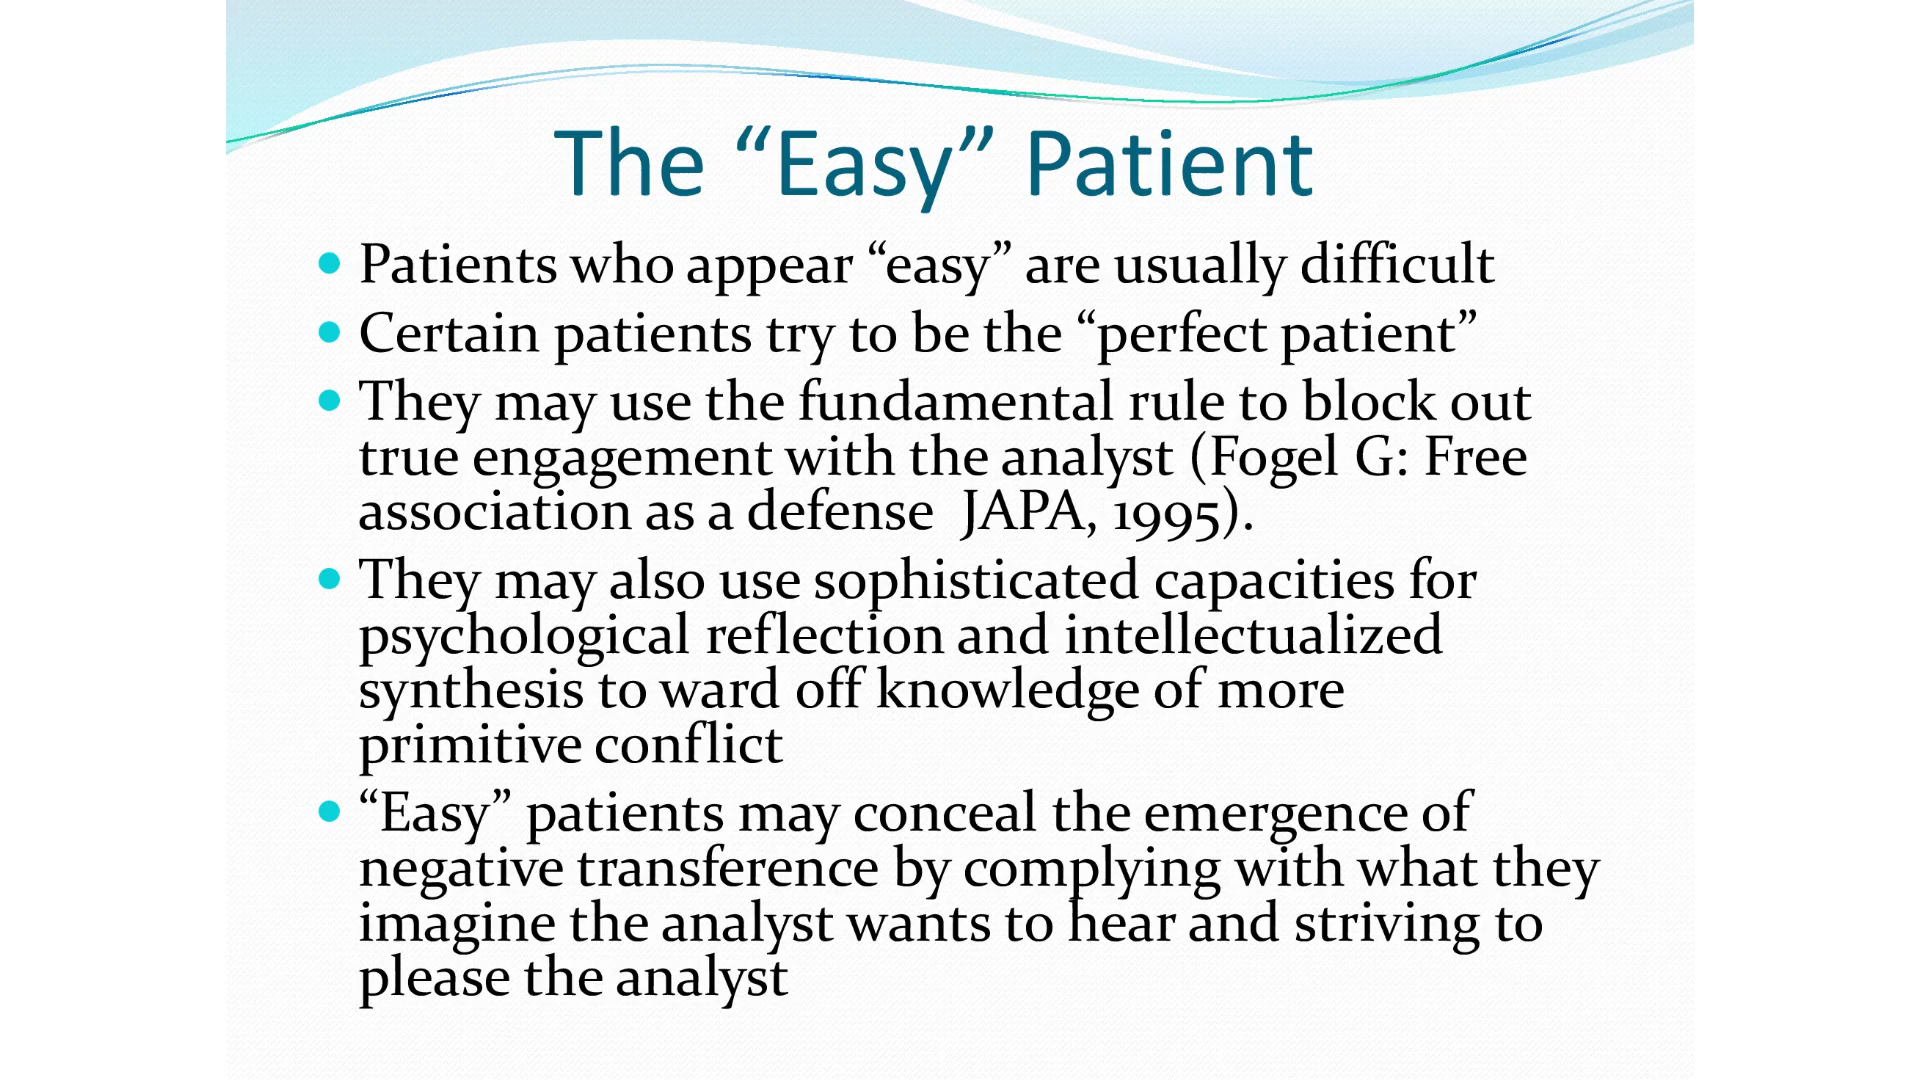 The “Easy” Patient
Patients who appear “easy” are usually difficult
Certain patients try to be the “perfect patient”
They may use the fundamental rule to block out
true engagement with the analyst (Fogel G: Free
association as a defense  JAPA, 1995).
They may also use sophisticated capacities for
psychological reflection and intellectualized
synthesis to ward off knowledge of more
primitive conflict
“Easy” patients may conceal the emergence of
negative transference by complying with what they
imagine the analyst wants to hear and striving to
please the analyst